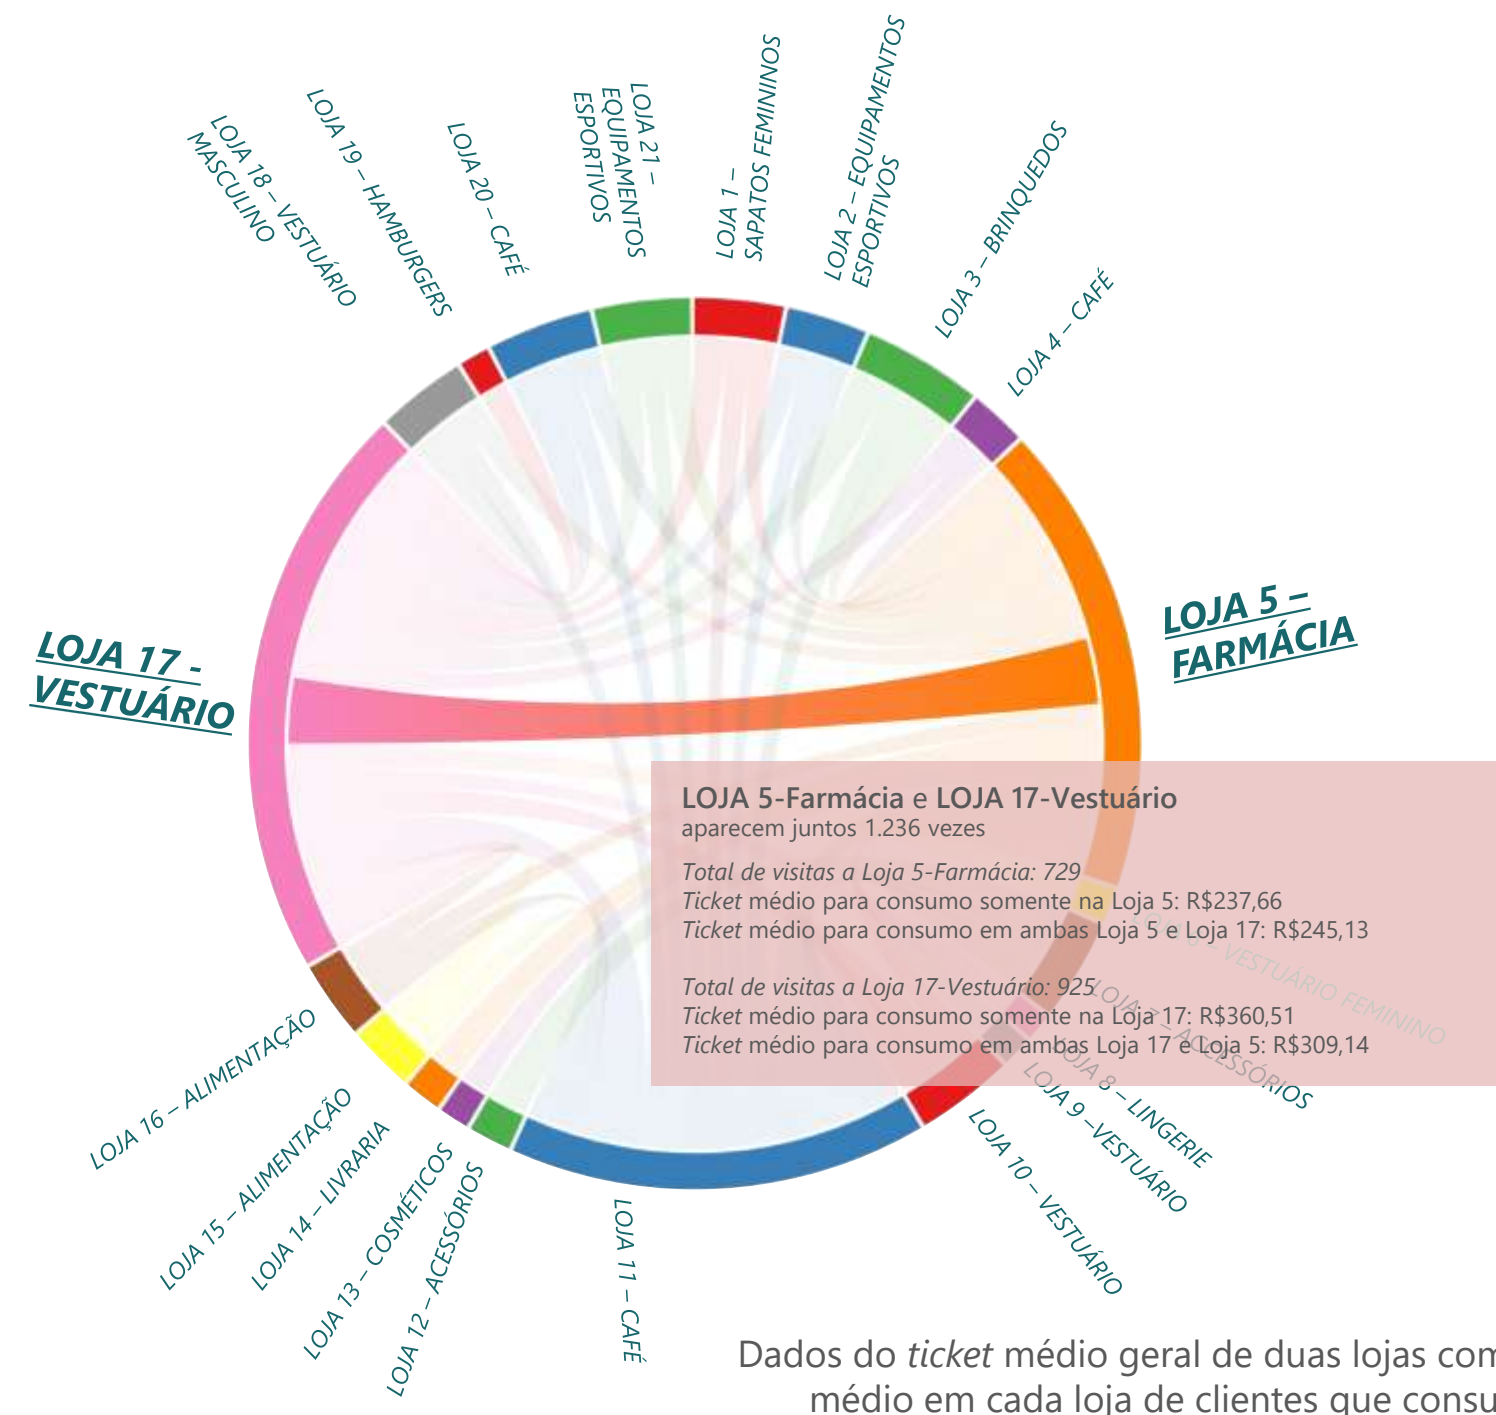 LOJA 1 –
SAPATOS FEMININOS
LOJA 2 – EQUIPAMENTOS
ESPORTIVOS
LOJA 3 – BRINQUEDOS
LOJA 4 – CAFÉ
LOJA 5 –
FARMÁCIA
LOJA 6 – VESTUÁRIO FEMININO
LOJA 7 – ACCESSÓRIOS
LOJA 8 – LINGERIE
LOJA 9 –VESTUÁRIO
LOJA 10 – VESTUÁRIO
LOJA 11 – CAFÉ
LOJA 12 – ACESSÓRIOS
LOJA 13 – COSMÉTICOS
LOJA 14 – LIVRARIA
LOJA 15 – ALIMENTAÇÃO
LOJA 16 – ALIMENTAÇÃO
LOJA 17 -
VESTUÁRIO
LOJA 18 – VESTUÁRIO
MASCULINO
LOJA 19 – HAMBURGERS
LOJA 20 – CAFÉ
LOJA 21 –
EQUIPAMENTOS
ESPORTIVOS
LOJA 5-Farmácia e LOJA 17-Vestuário
aparecem juntos 1.236 vezes
Total de visitas a Loja 5-Farmácia: 729
Ticket médio para consumo somente na Loja 5: R$237,66
Ticket médio para consumo em ambas Loja 5 e Loja 17: R$245,13
Total de visitas a Loja 17-Vestuário: 925
Ticket médio para consumo somente na Loja 17: R$360,51
Ticket médio para consumo em ambas Loja 17 e Loja 5: R$309,14
Dados do ticket médio geral de duas lojas com
médio em cada loja de clientes que consu